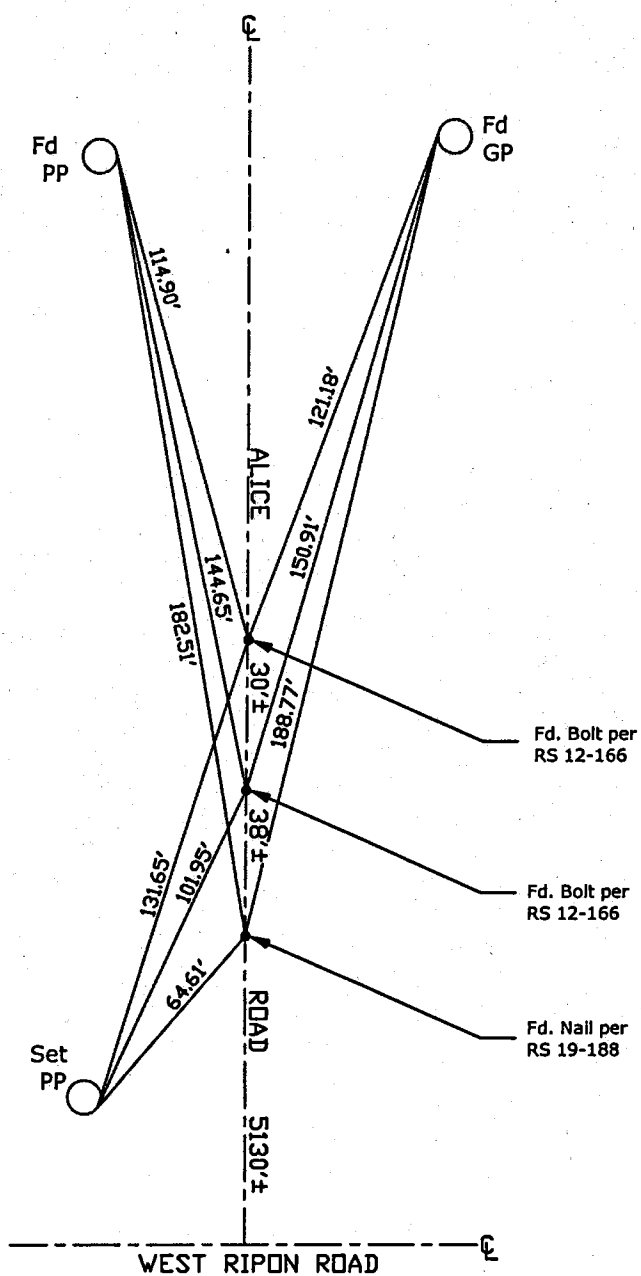 ℄
Fd
PP
Fd
GP
114.90'
121.18'
ALICE
150.91'
144.65'
182.51'
30'±
188.77'
Fd. Bolt per
RS 12-166
38'±
131.65'
101.95'
Fd. Bolt per
RS 12-166
64.61'
ROAD
Fd. Nail per
RS 19-188
Set
PP
5130'±
℄
WEST RIPON ROAD